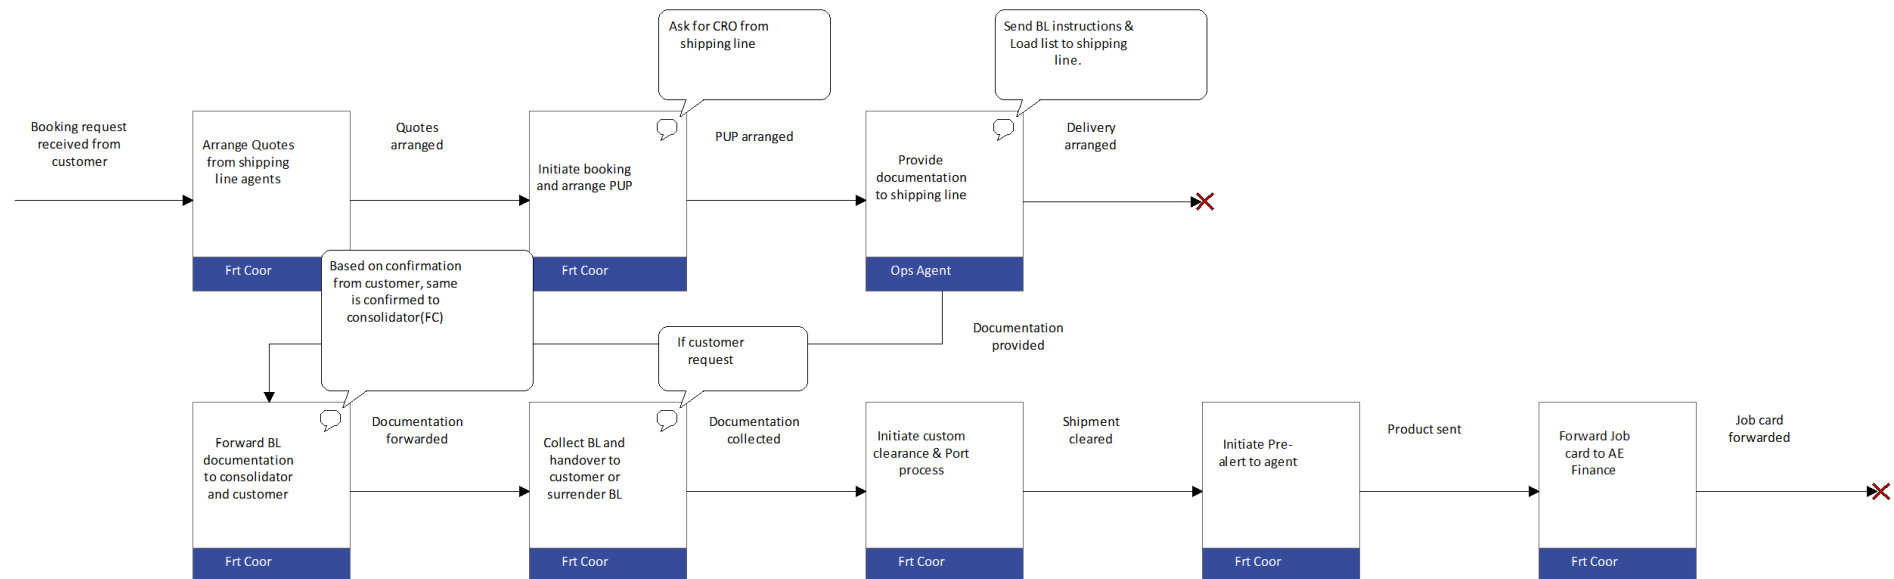 Ask for CRO from
shipping line
Send BL instructions &
Load list to shipping
line.
Booking request
received from
customer
Arrange Quotes
from shipping
line agents
Frt Coor
Quotes
arranged
Initiate booking
and arrange PUP
Frt Coor
PUP arranged
Provide
documentation
to shipping line
Ops Agent
Delivery
arranged
Based on confirmation
from customer, same
is confirmed to
consolidator(FC)
If customer
request
Documentation
provided
Forward BL
documentation
to consolidator
and customer
Frt Coor
Documentation
forwarded
Collect BL and
handover to
customer or
surrender BL
Frt Coor
Documentation
collected
Initiate custom
clearance & Port
process
Frt Coor
Shipment
cleared
Initiate Pre-
alert to agent
Frt Coor
Product sent
Forward Job
card to AE
Finance
Frt Coor
Job card
forwarded